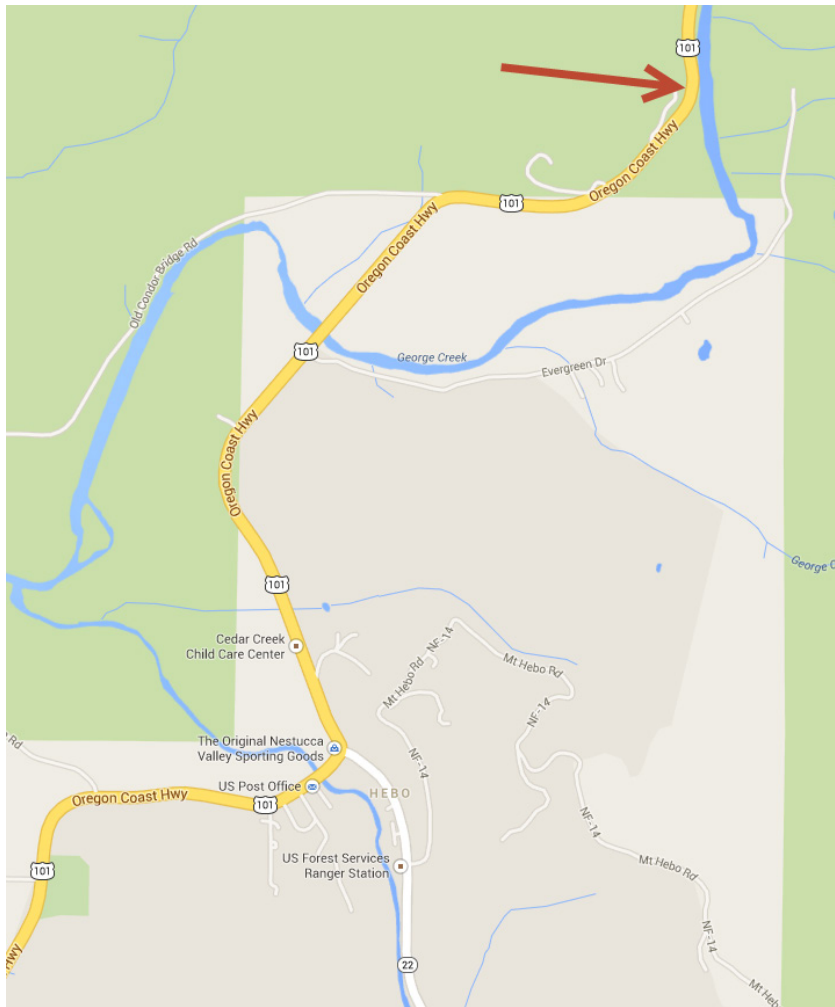 101
Oregon Coast Hwy
101
Oregon Coast Hwy
Old Condor Bridge Rd
101
George Creek
Evergreen Dr
Oregon Coast Hwy
101
George C
Cedar Creek
Child Care Center
Mt Hebo Rd
NF-14
Mt Hebo Rd
NF-14
The Original Nestucca
Valley Sporting Goods
Rd
NF-14
US Post Office
HEBO
Oregon Coast Hwy
101
NF-14
US Forest Services
Ranger Station
101
Mt Hebo Rd
NF-14
Hwy
22